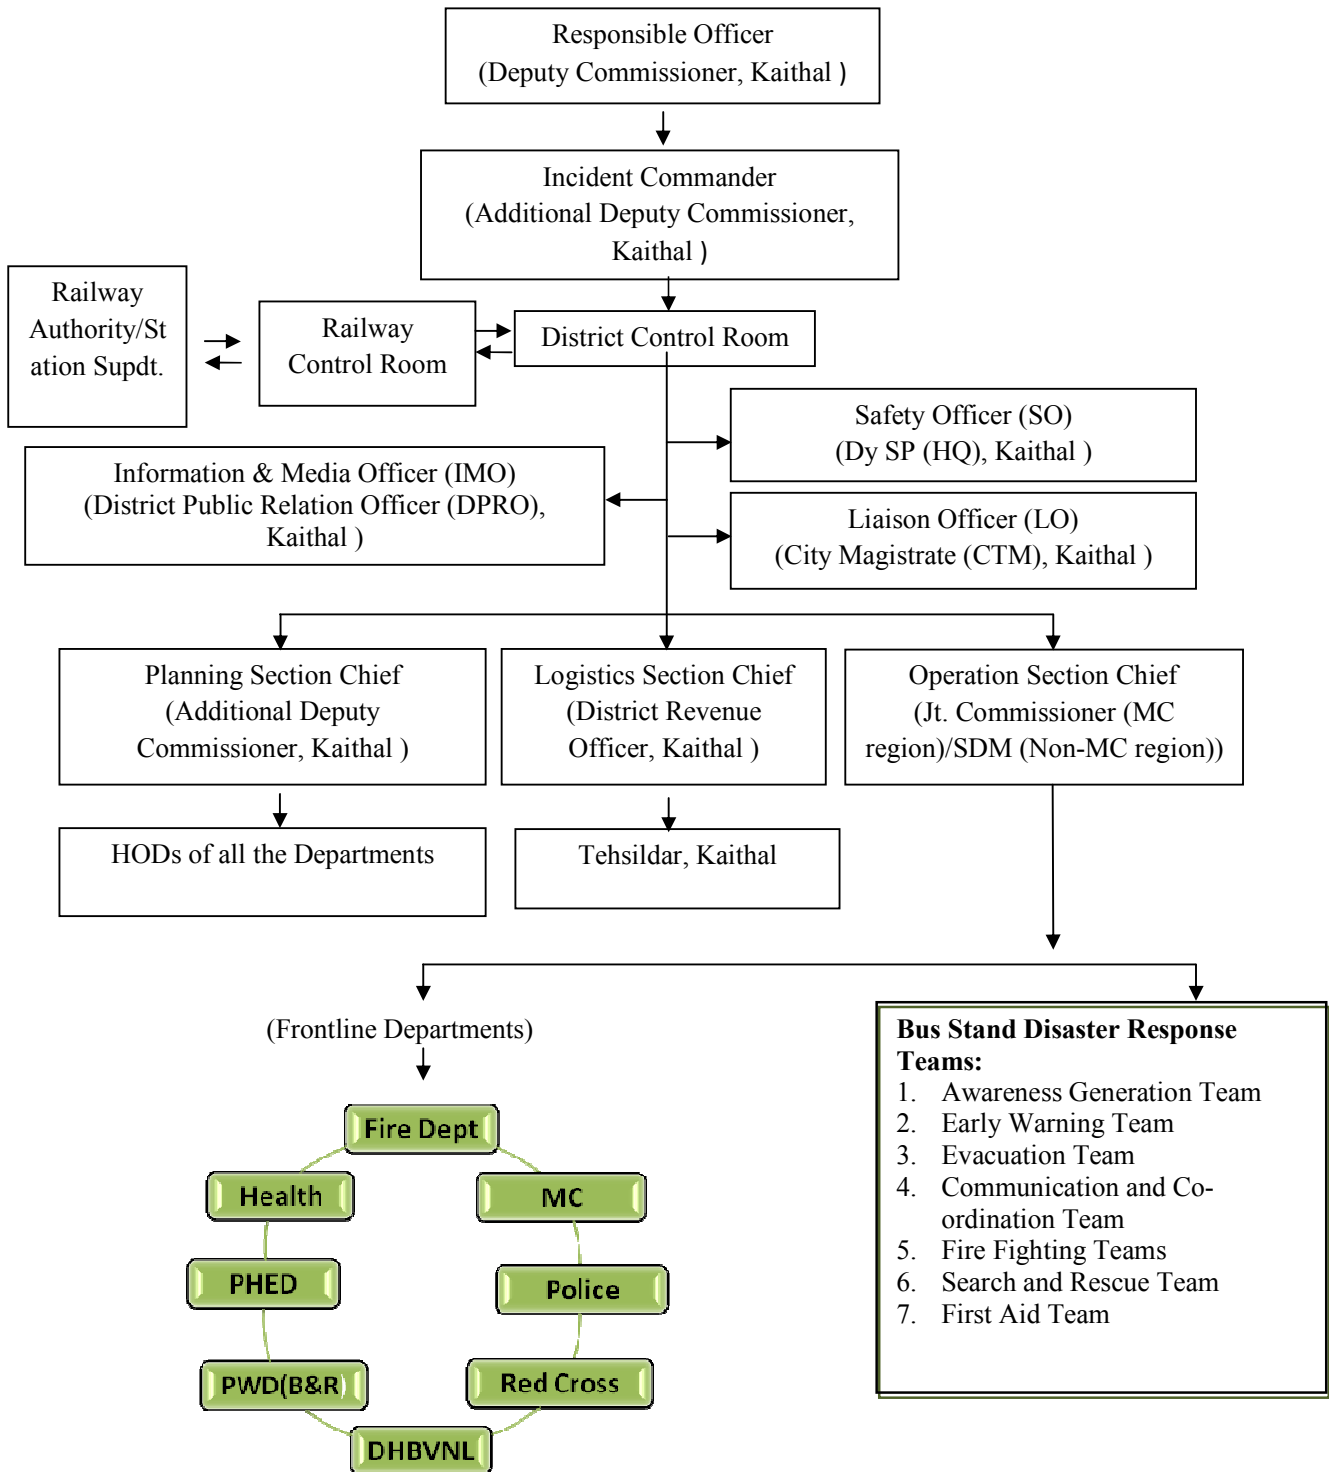 Responsible Officer
(Deputy Commissioner, Kaithal )
Incident Commander
(Additional Deputy Commissioner,
Kaithal )
Railway
Authority/St
ation Supdt.
Railway
Control Room
District Control Room
Safety Officer (SO)
(Dy SP (HQ), Kaithal )
Information & Media Officer (IMO)
(District Public Relation Officer (DPRO),
Kaithal )
Liaison Officer (LO)
(City Magistrate (CTM), Kaithal )
Planning Section Chief
(Additional Deputy
Commissioner, Kaithal )
Logistics Section Chief
(District Revenue
Officer, Kaithal )
Operation Section Chief
(Jt. Commissioner (MC
region)/SDM (Non-MC region))
HODs of all the Departments
Tehsildar, Kaithal
(Frontline Departments)
Fire Dept
Health
MC
PHED
Police
PWD(B&R)
Red Cross
DHBVNL
Bus Stand Disaster Response
Teams:
1. Awareness Generation Team
2. Early Warning Team
3. Evacuation Team
4. Communication and Co-
ordination Team
5. Fire Fighting Teams
6. Search and Rescue Team
7. First Aid Team